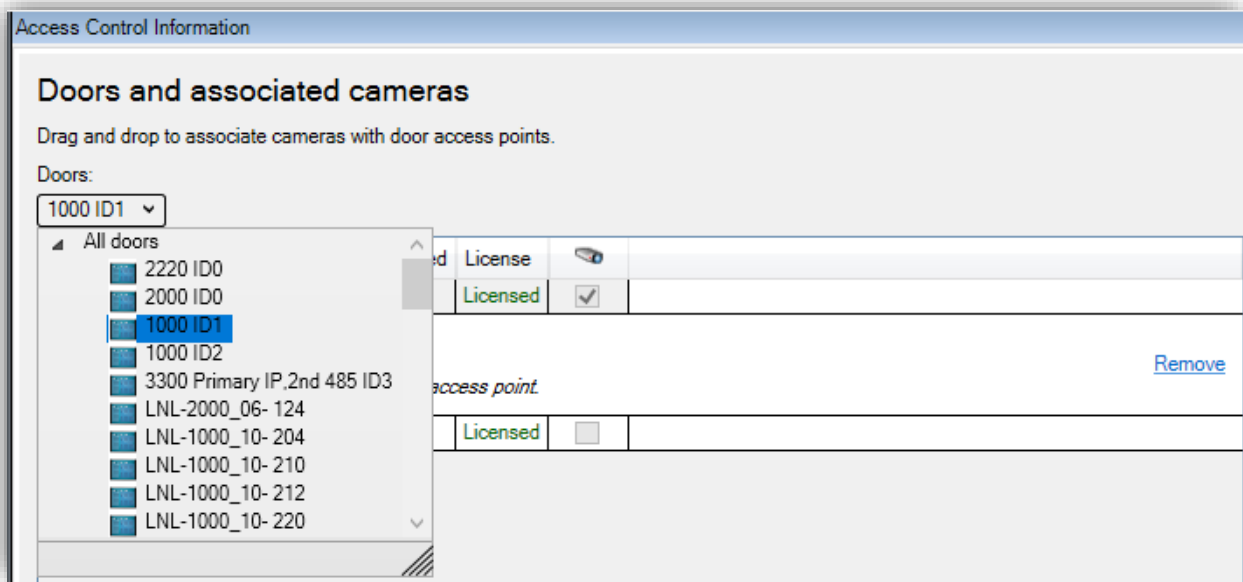 Access Control Information
Doors and associated cameras
Drag and drop to associate cameras with door access points.
Doors:
1000 ID1
All doors
2220 ID0
2000 ID0
1000 ID1
1000 ID2
3300 Primary IP,2nd 485 ID3
LNL-2000_06- 124
LNL-1000_10- 204
LNL-1000_10- 210
LNL-1000_10- 212
LNL-1000_10- 220
ed License
Licensed
Remove
access point.
Licensed